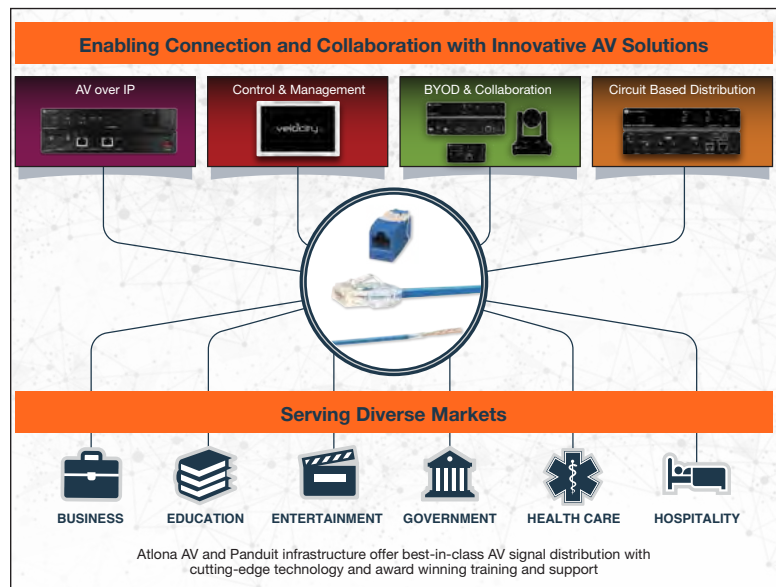 Enabling Connection and Collaboration with Innovative AV Solutions
AV over IP
Control & Management
BYOD & Collaboration
Circuit Based Distribution
velocity
Serving Diverse Markets
BUSINESS
EDUCATION
ENTERTAINMENT
GOVERNMENT
HEALTH CARE
HOSPITALITY
Atlona AV and Panduit infrastructure offer best-in-class AV signal distribution with
cutting-edge technology and award winning training and support